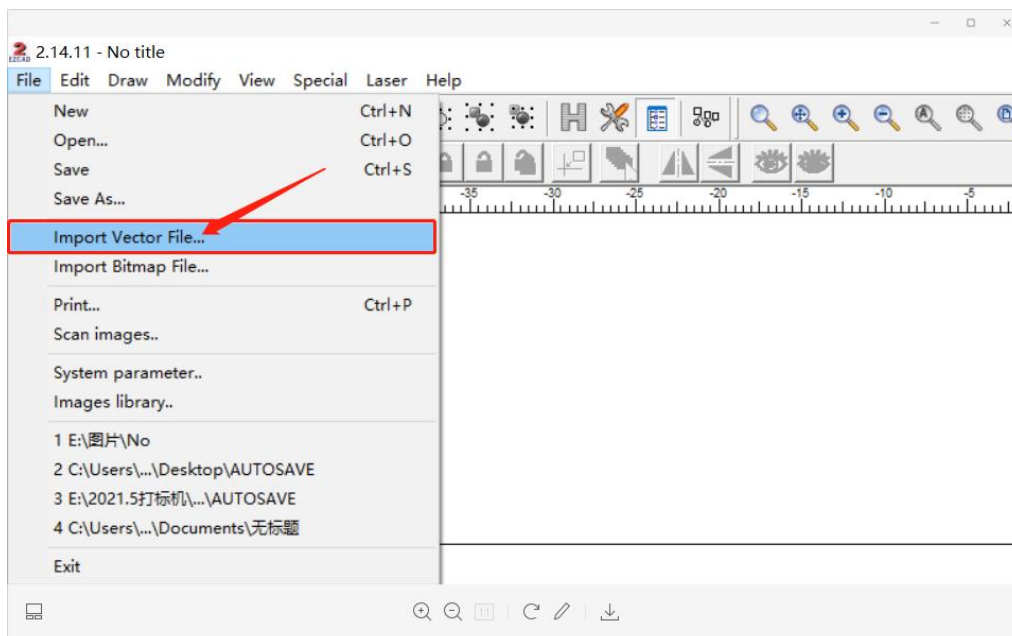 2.14.11 - No title
File Edit Draw Modify View Special Laser Help
New Ctrl+N
Open... Ctrl+O
Save Ctrl+S
Save As...
-35 -30 -25 -20 -15 -10 -5
Import Vector File...
Import Bitmap File...
Print... Ctrl+P
Scan images..
System parameter..
Images library..
1 E:\图片\No
2 C:\Users\...\Desktop\AUTOSAVE
3 E:\2021.5打标机\...\AUTOSAVE
4 C:\Users\...\Documents\无标题
Exit
1:1